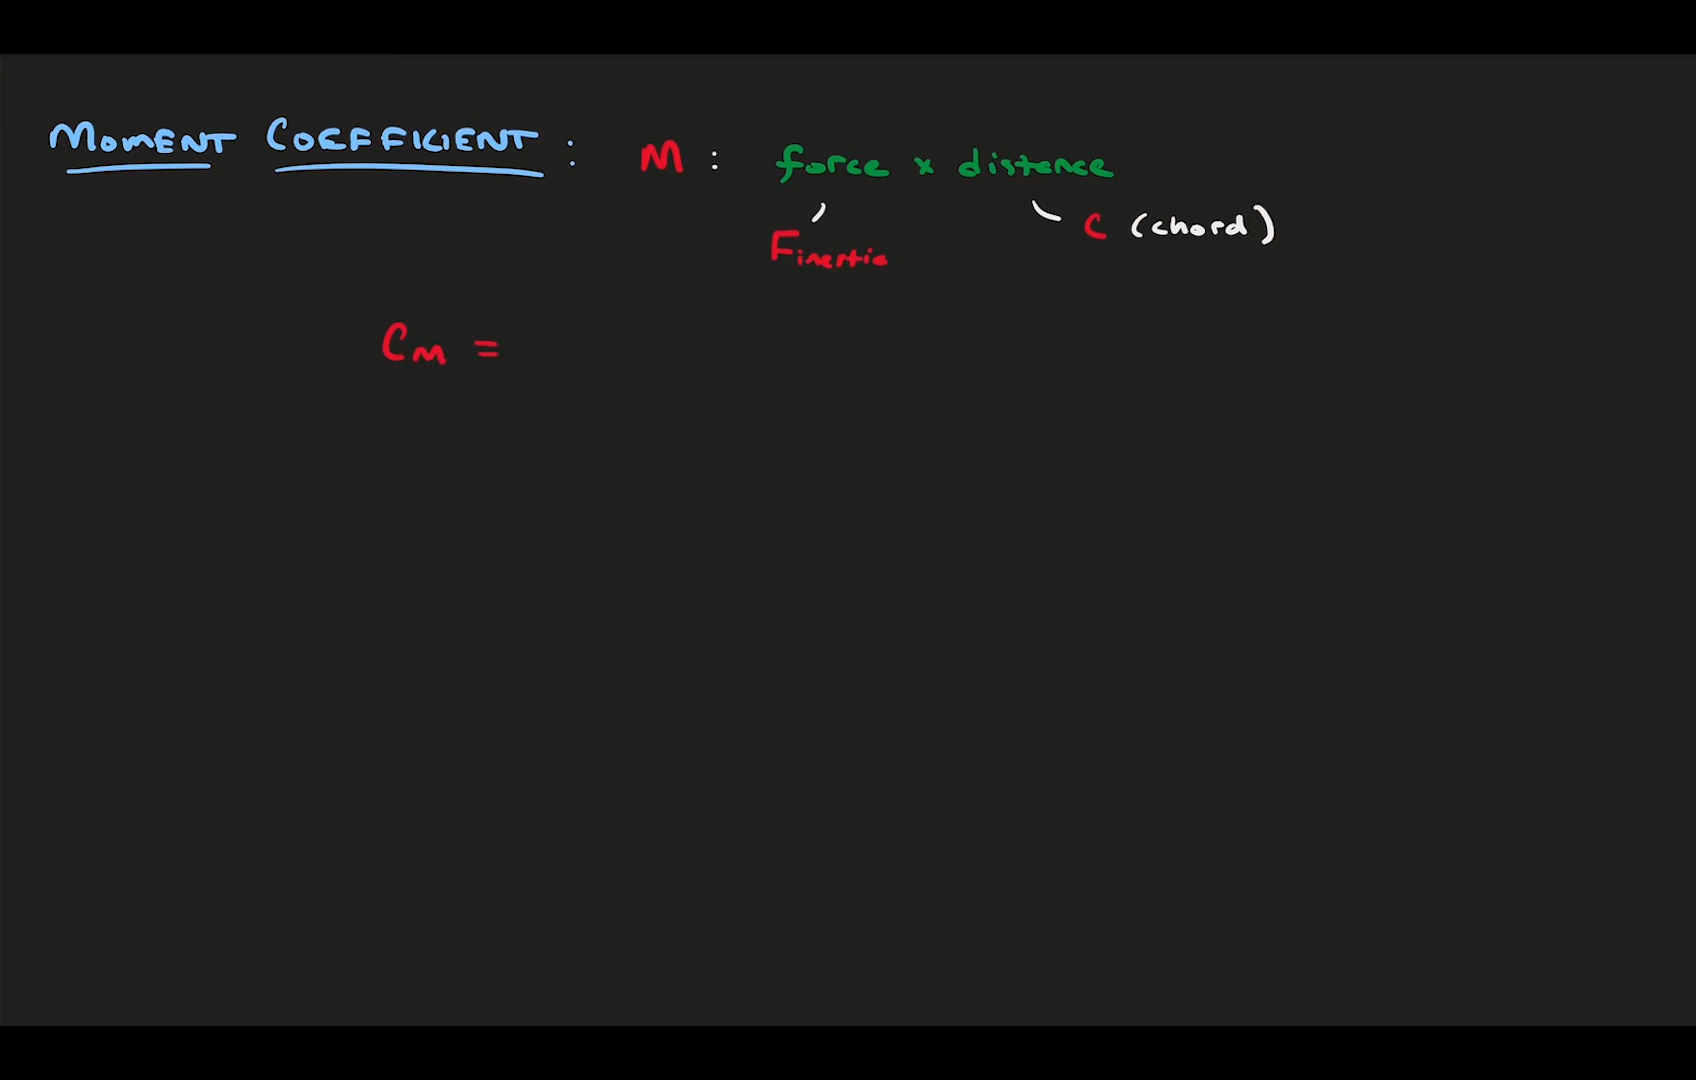 MOMENT COEFFICIENT : M : force x distance
Finertia C (chord)
CM =